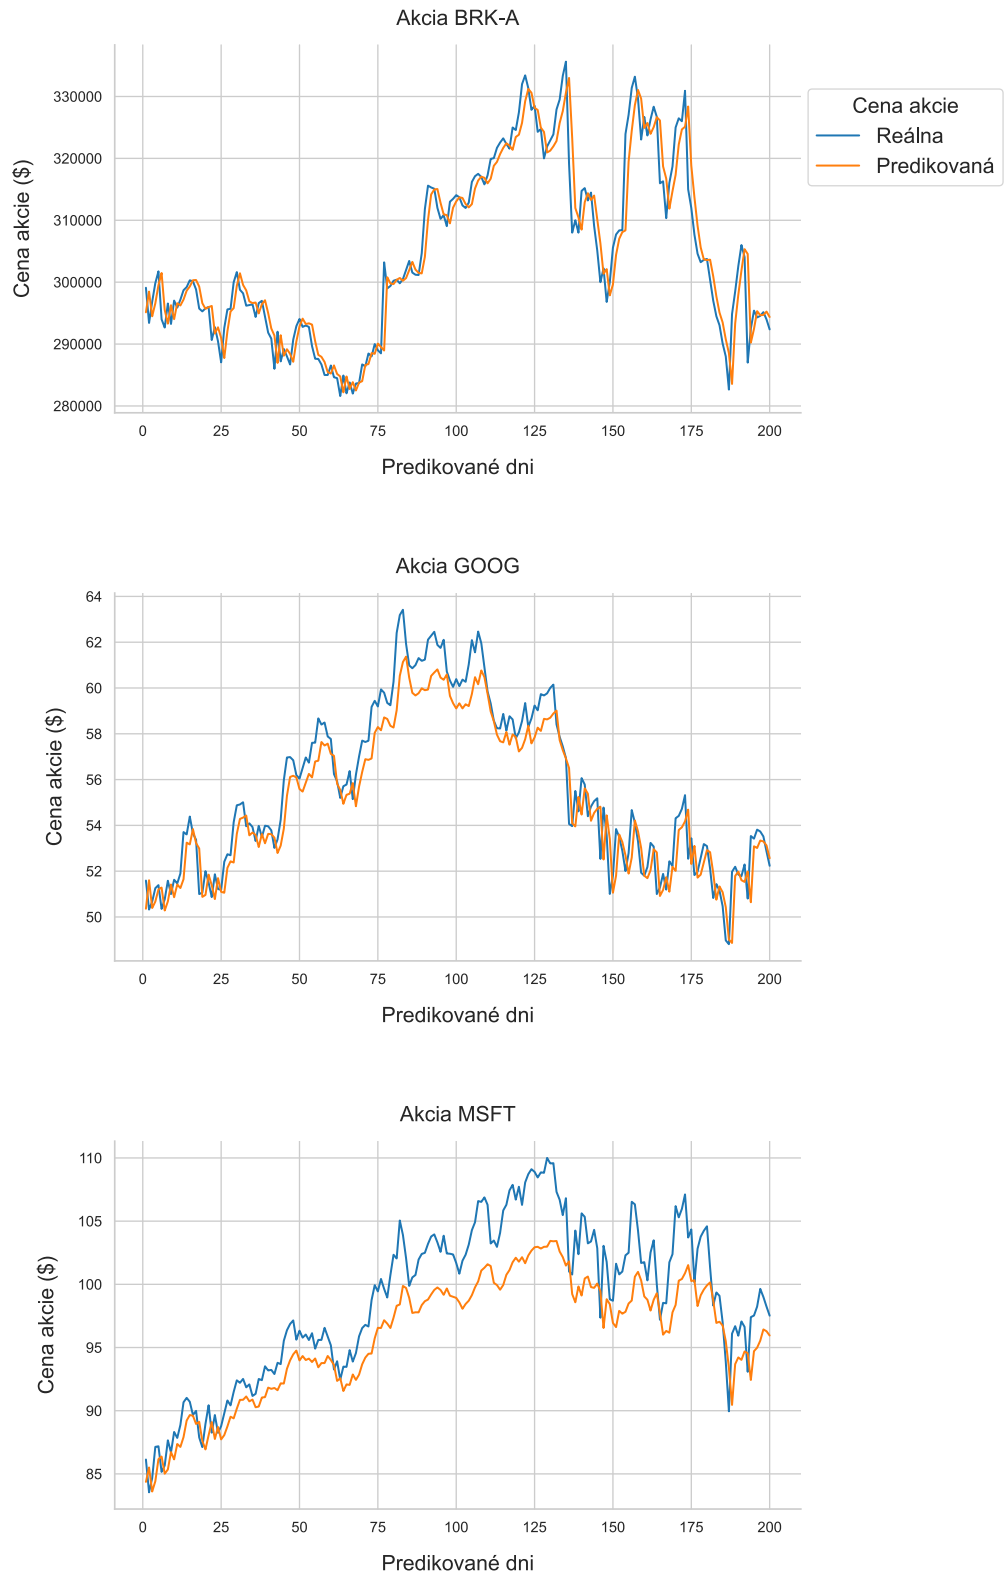 Akcia BRK-A
330000
320000
310000
300000
290000
280000
Cena akcie ($)
0 25 50 75 100 125 150 175 200
Predikované dni
Cena akcie
Reálna
Predikovaná
Akcia GOOG
64
62
60
58
56
54
52
50
Cena akcie ($)
0 25 50 75 100 125 150 175 200
Predikované dni
Akcia MSFT
110
105
100
95
90
85
Cena akcie ($)
0 25 50 75 100 125 150 175 200
Predikované dni